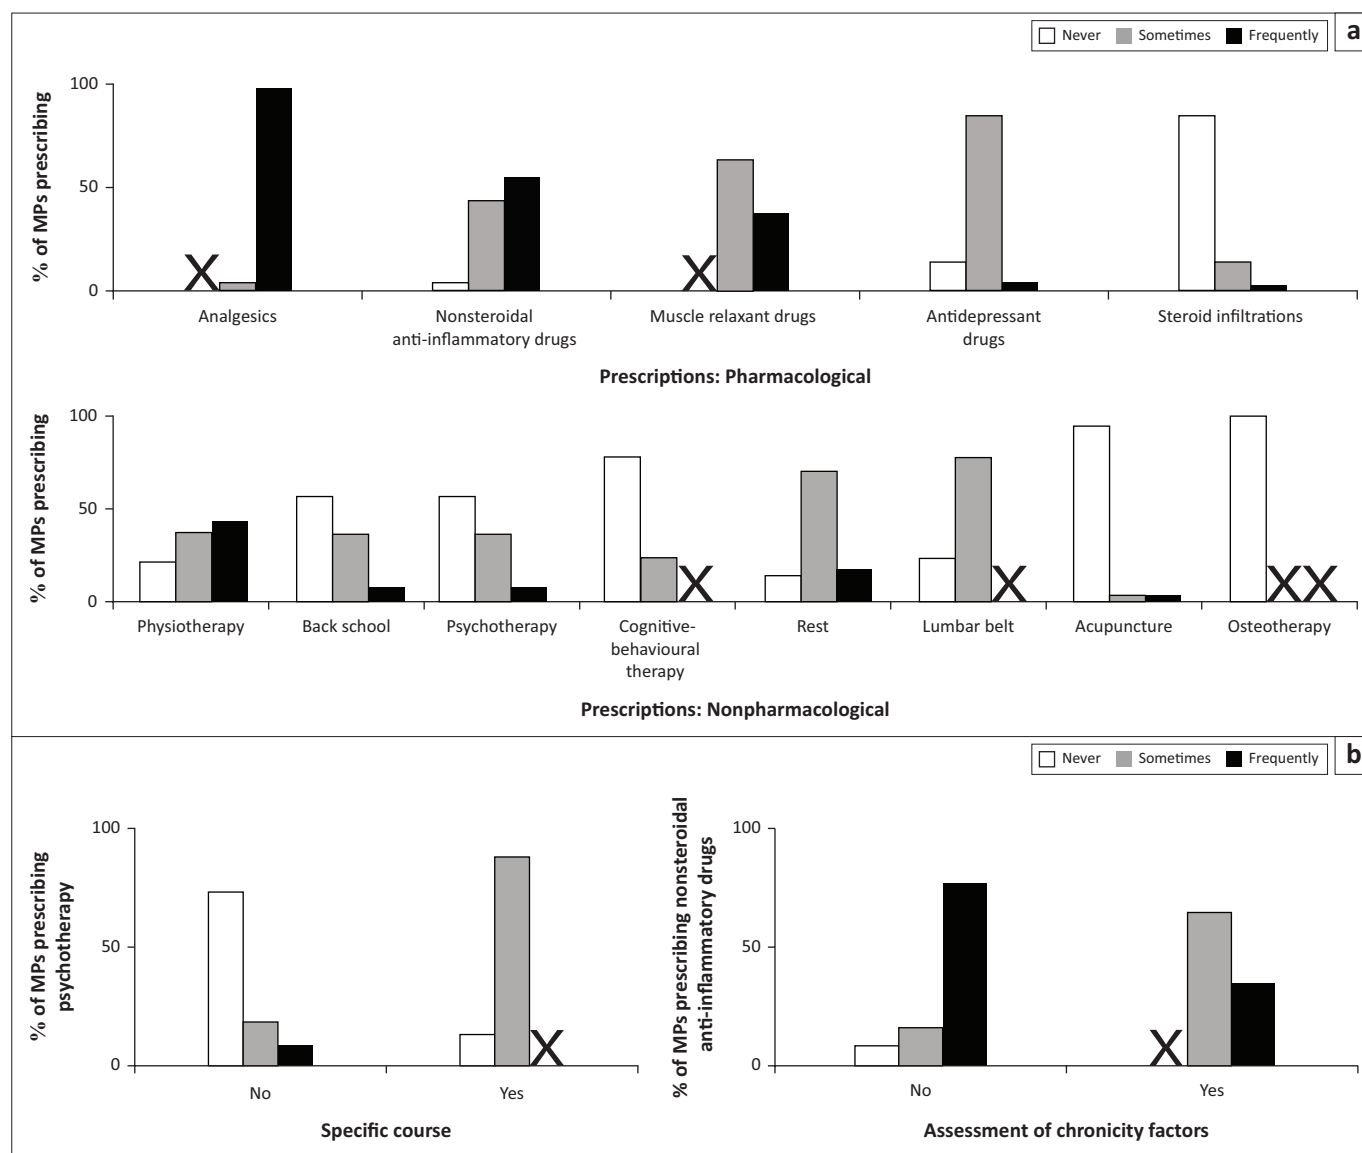 Never Sometimes Frequently a
% of MPs prescribing
100
50
0
X
X
Analgesics
Nonsteroidal
anti-inflammatory drugs
Muscle relaxant drugs
Antidepressant
drugs
Steroid infiltrations
Prescriptions: Pharmacological
% of MPs prescribing
100
50
0
X
X
X
X
Physiotherapy
Back school
Psychotherapy
Cognitive-
behavioural
therapy
Rest
Lumbar belt
Acupuncture
Osteotherapy
Prescriptions: Nonpharmacological
Never Sometimes Frequently b
% of MPs prescribing
psychotherapy
100
50
0
X
No
Yes
Specific course
% of MPs prescribing nonsteroidal
anti-inflammatory drugs
100
50
0
X
No
Yes
Assessment of chronicity factors